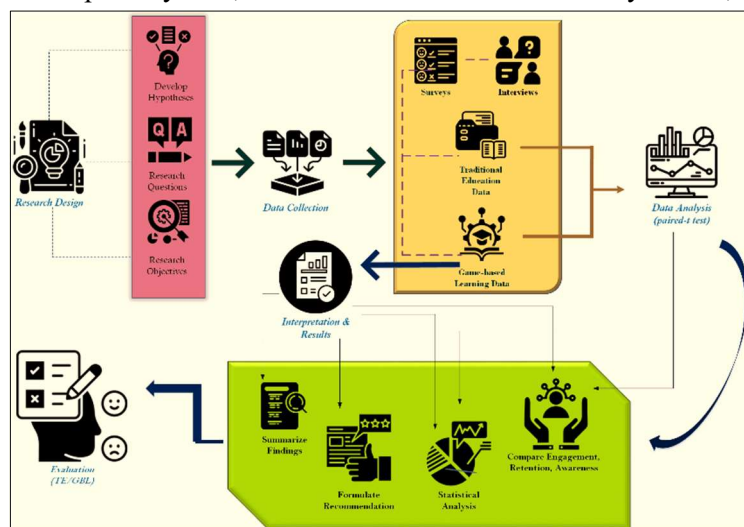 Develop
Hypotheses
Q A
Research
Questions
Research
Objectives
Research Design
Data Collection
Surveys
Interviews
Traditional
Education
Data
Game-based
Learning Data
Data Analysis
(paired-t test)
Interpretation &
Results
Summarize
Findings
Formulate
Recommendation
Statistical
Analysis
Compare Engagement,
Retention, Awareness
Evaluation
(TE/GBL)